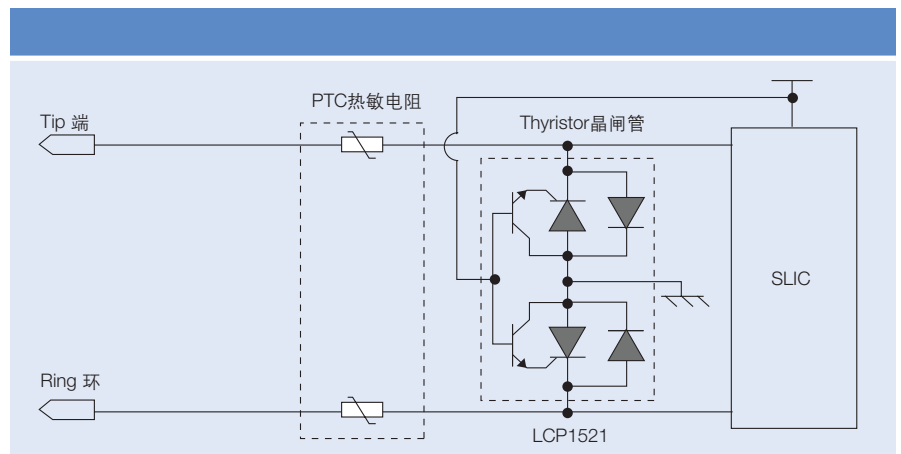 PTC热敏电阻
Tip 端
Thyristor晶闸管
SLIC
Ring 环
LCP1521